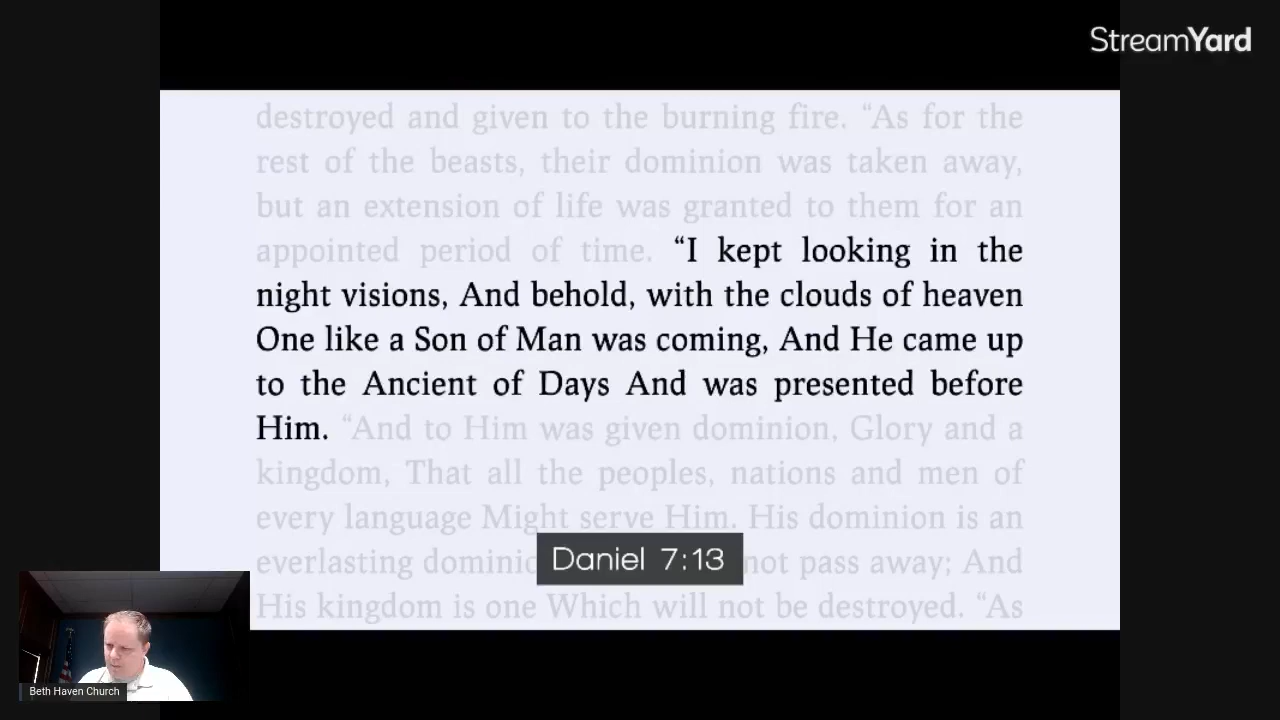 StreamYard
destroyed and given to the burning fire. “As for the
rest of the beasts, their dominion was taken away,
but an extension of life was granted to them for an
appointed period of time. “I kept looking in the
night visions, And behold, with the clouds of heaven
One like a Son of Man was coming, And He came up
to the Ancient of Days And was presented before
Him. “And to Him was given dominion, Glory and a
kingdom, That all the peoples, nations and men of
every language Might serve Him. His dominion is an
everlasting not pass away; And
Daniel 7:13
His kingdom is one Which will not be destroyed. “As
Beth Haven Church